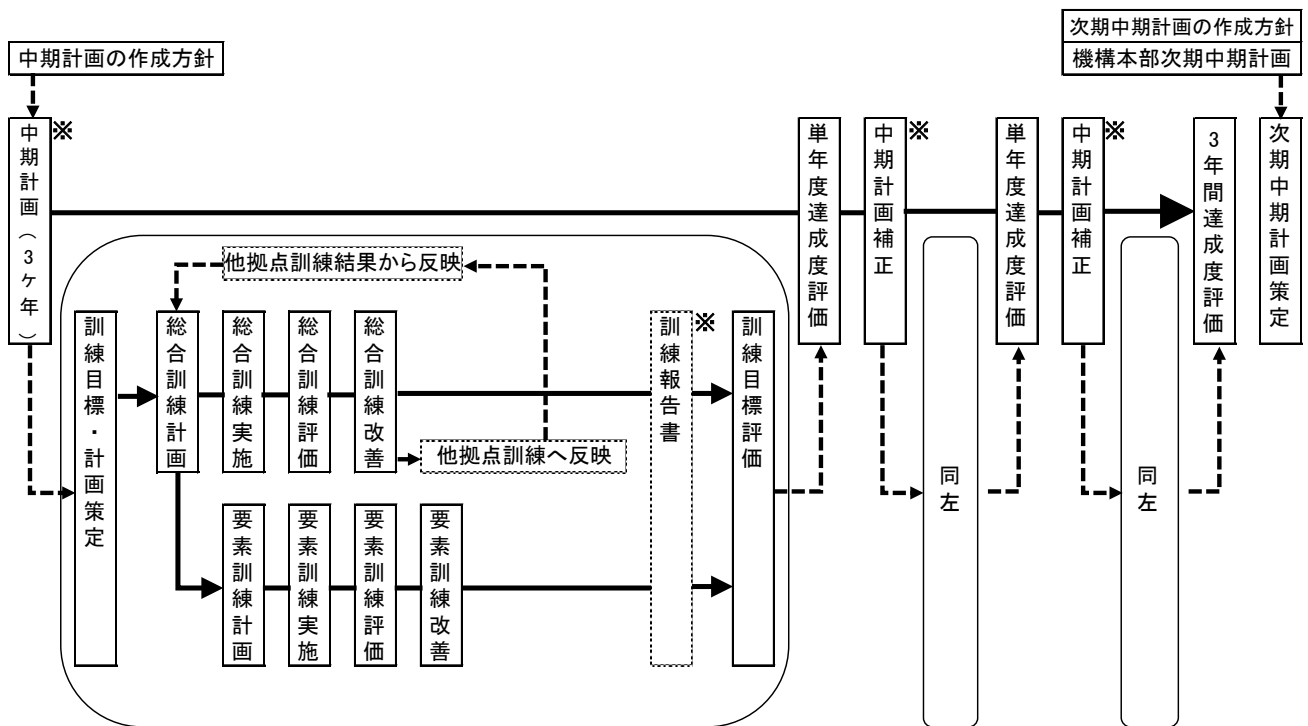 中期計画の作成方針
次期中期計画の作成方針
機構本部次期中期計画
中期計画(3ケ年)
※
単年度達成度評価
中期計画補正
※
単年度達成度評価
中期計画補正
※
3年間達成度評価
次期中期計画策定
他拠点訓練結果から反映
訓練目標・計画策定
総合訓練計画
総合訓練実施
総合訓練評価
総合訓練改善
他拠点訓練へ反映
訓練報告書
※
訓練目標評価
要素訓練計画
要素訓練実施
要素訓練評価
要素訓練改善
同左
同左